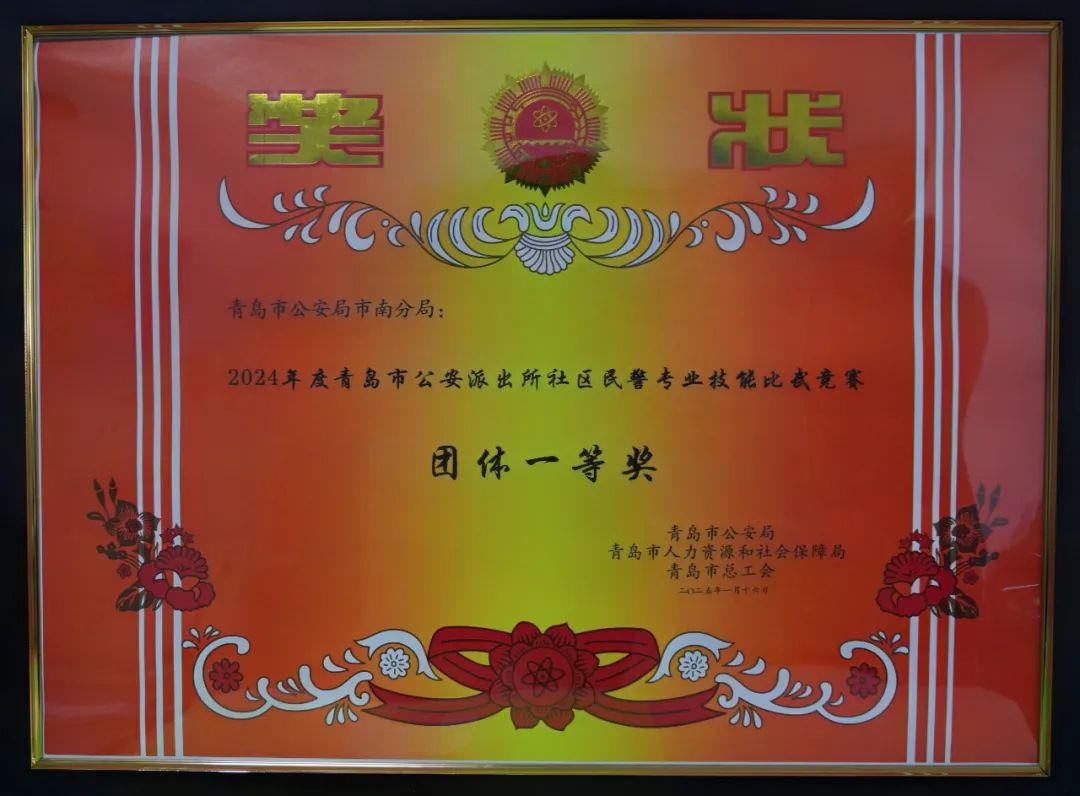 奖 状
青岛市公安局市南分局：
2024年度青岛市公安派出所社区民警专业技能比武竞赛
团体一等奖
青岛市公安局
青岛市人力资源和社会保障局
青岛市总工会
二〇二五年一月十六日